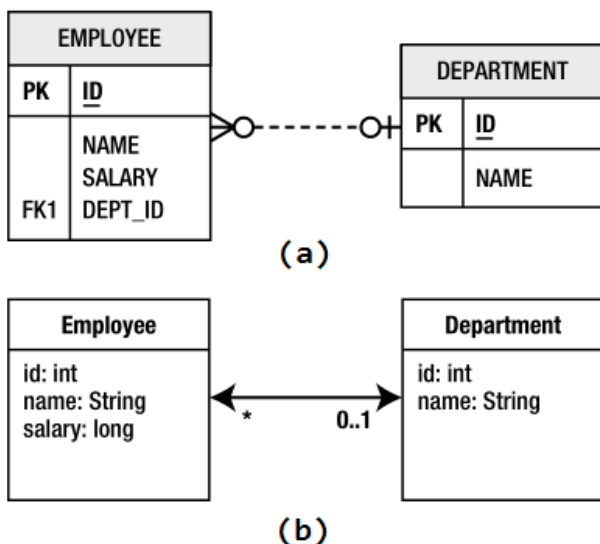 EMPLOYEE
PK ID
NAME
SALARY
FK1 DEPT_ID
DEPARTMENT
PK ID
NAME
(a)
Employee
id: int
name: String
salary: long
* 0..1
Department
id: int
name: String
(b)